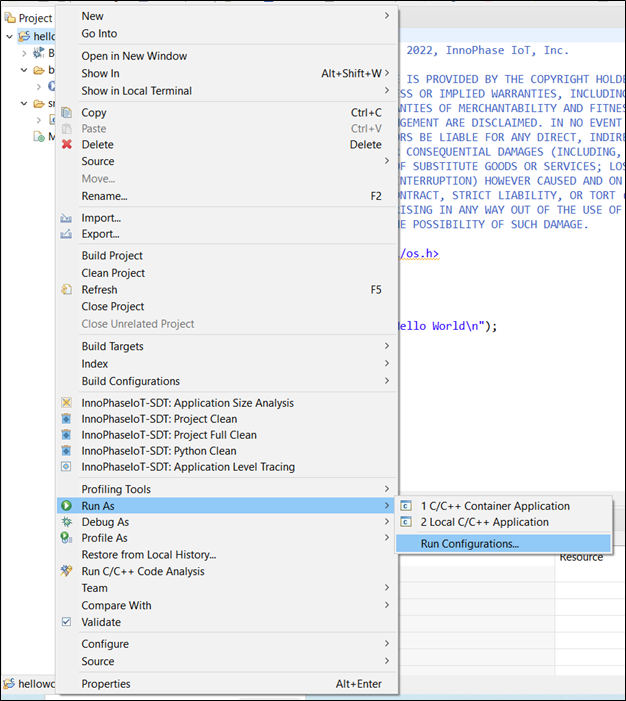 Project
New
Go Into
Open in New Window
Show In Alt+Shift+W
Show in Local Terminal
Copy Ctrl+C
Paste Ctrl+V
Delete Delete
Source
Move...
Rename... F2
Import...
Export...
Build Project
Clean Project
Refresh F5
Close Project
Close Unrelated Project
Build Targets
Index
Build Configurations
InnoPhaseIoT-SDT: Application Size Analysis
InnoPhaseIoT-SDT: Project Clean
InnoPhaseIoT-SDT: Project Full Clean
InnoPhaseIoT-SDT: Python Clean
InnoPhaseIoT-SDT: Application Level Tracing
Profiling Tools
Run As
Debug As
Profile As
Restore from Local History...
Run C/C++ Code Analysis
Team
Compare With
Validate
Configure
Source
Properties Alt+Enter
1 C/C++ Container Application
2 Local C/C++ Application
Run Configurations...
Resource
2022, InnoPhase IoT, Inc.
IS PROVIDED BY THE COPYRIGHT HOLDE
SS OR IMPLIED WARRANTIES, INCLUDING
NTIES OF MERCHANTABILITY AND FITNES
GEMENT ARE DISCLAIMED. IN NO EVENT
ORS BE LIABLE FOR ANY DIRECT, INDIRE
CONSEQUENTIAL DAMAGES (INCLUDING,
OF SUBSTITUTE GOODS OR SERVICES; LOS
NTERRUPTION) HOWEVER CAUSED AND ON
ONTRACT, STRICT LIABILITY, OR TORT
RISING IN ANY WAY OUT OF THE USE OF
E POSSIBILITY OF SUCH DAMAGE.
/os.h>
ello World\n");
hellow
B
b
sr
M
hellowc